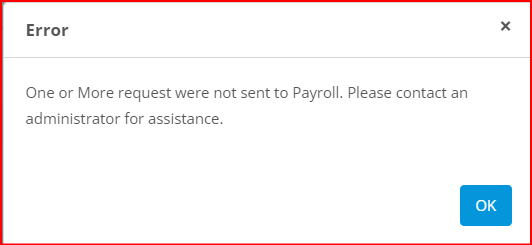 Error ×
One or More request were not sent to Payroll. Please contact an
administrator for assistance.
OK